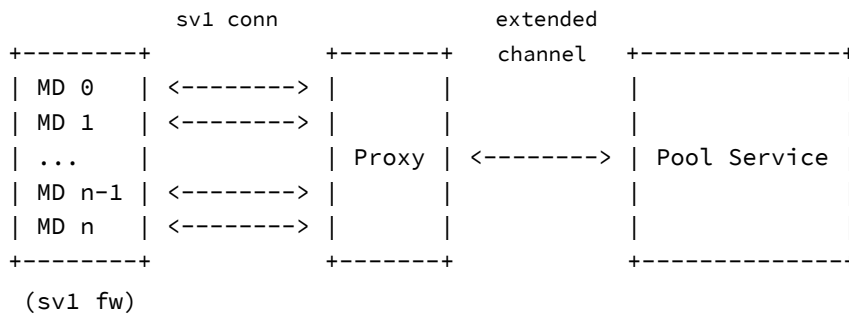 sv1 conn               extended
+--------+            +-------+   channel   +--------------+
| MD 0   | <--------> |       |             |              |
| MD 1   | <--------> |       |             |              |
| ...    |            | Proxy | <--------> | Pool Service |
| MD n-1 | <--------> |       |             |              |
| MD n   | <--------> |       |             |              |
+--------+            +-------+             +--------------+
(sv1 fw)